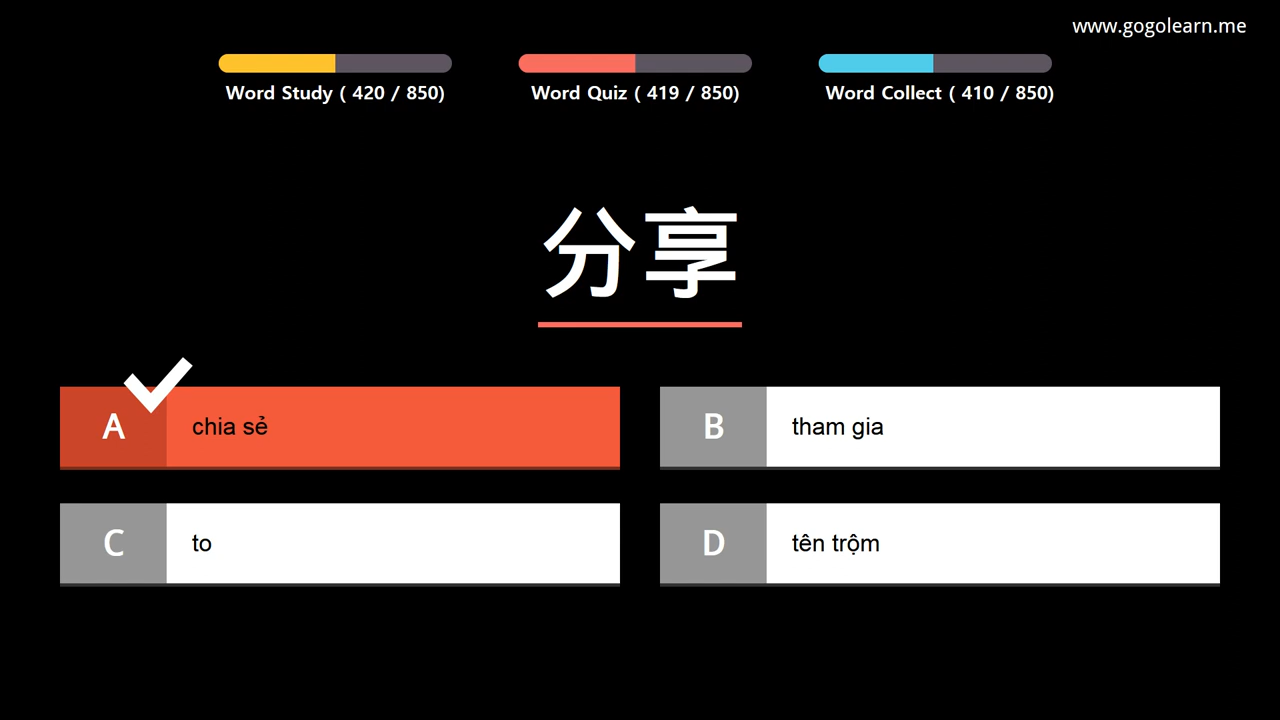 www.gogolearn.me
Word Study ( 420 / 850)
Word Quiz ( 419 / 850)
Word Collect ( 410 / 850)
分享
A chia sẻ
B tham gia
C to
D tên trộm